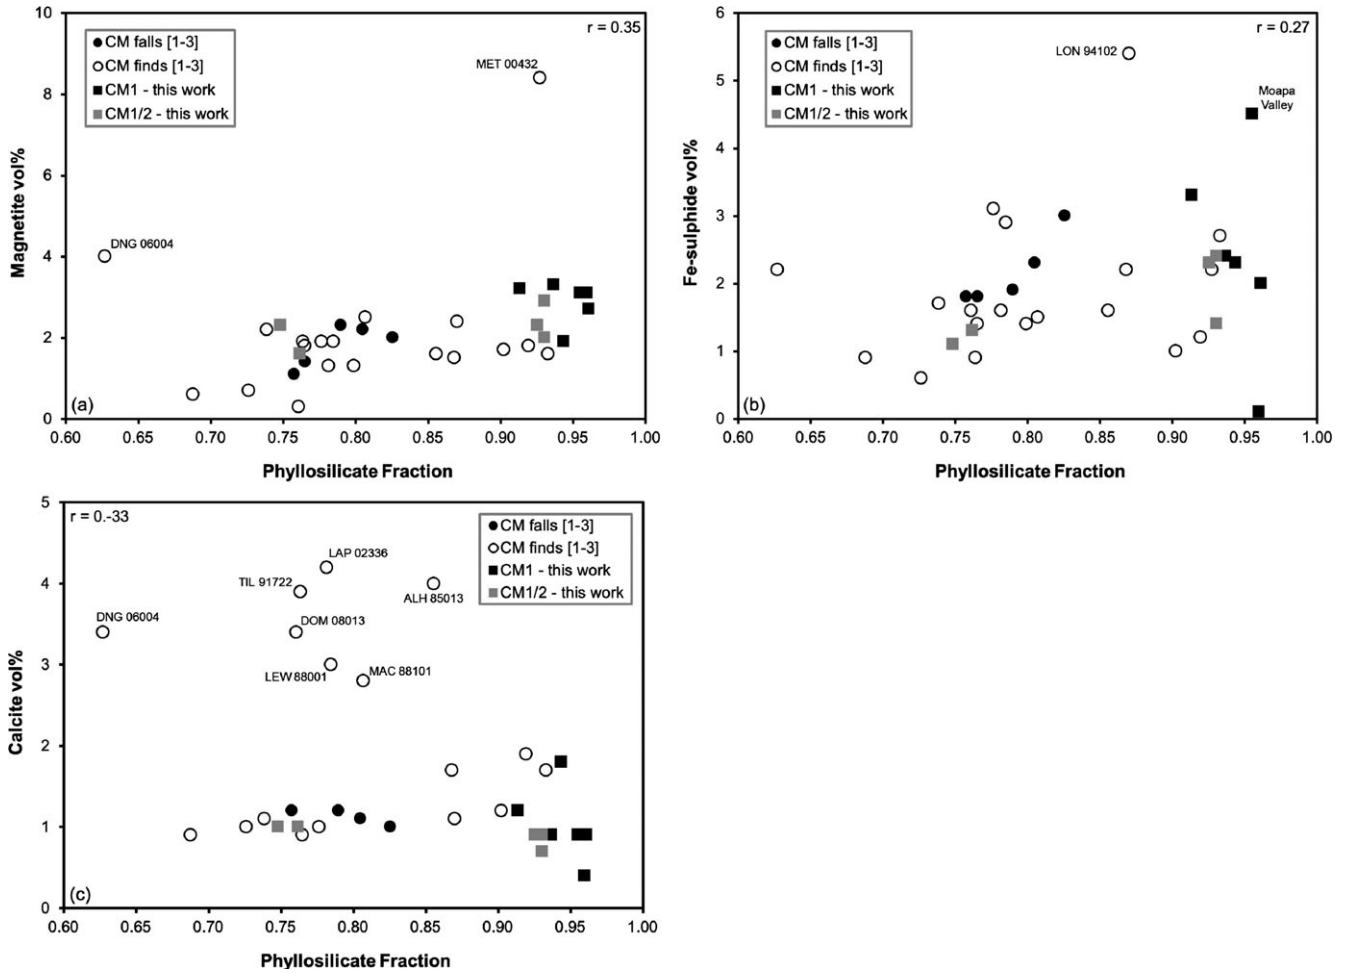 10
8
6
4
2
0
Magnetite vol%
CM falls [1-3]
CM finds [1-3]
CM1 - this work
CM1/2 - this work
r = 0.35
MET 00432
DNG 06004
(a)
0.60 0.65 0.70 0.75 0.80 0.85 0.90 0.95 1.00
Phyllosilicate Fraction
6
5
4
3
2
1
0
Fe-sulphide vol%
CM falls [1-3]
CM finds [1-3]
CM1 - this work
CM1/2 - this work
r = 0.27
LON 94102
Moapa
Valley
(b)
0.60 0.65 0.70 0.75 0.80 0.85 0.90 0.95 1.00
Phyllosilicate Fraction
5
4
3
2
1
0
Calcite vol%
r = 0.-33
CM falls [1-3]
CM finds [1-3]
CM1 - this work
CM1/2 - this work
LAP 02336
TIL 91722
ALH 85013
DNG 06004
DOM 08013
LEW 88001
MAC 88101
(c)
0.60 0.65 0.70 0.75 0.80 0.85 0.90 0.95 1.00
Phyllosilicate Fraction